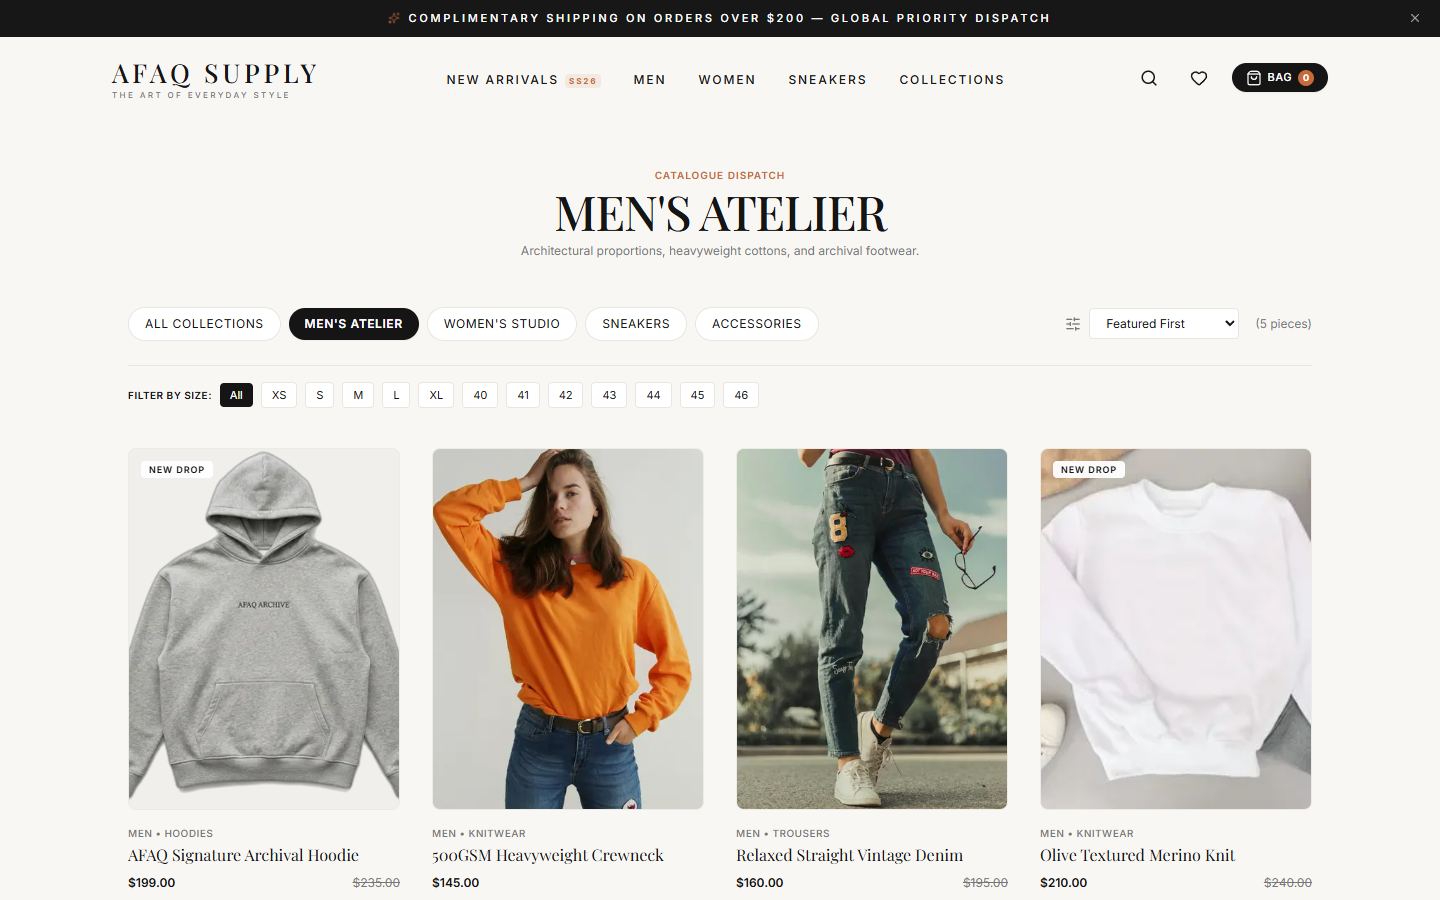 COMPLIMENTARY SHIPPING ON ORDERS OVER $200 — GLOBAL PRIORITY DISPATCH
AFAQ SUPPLY
THE ART OF EVERYDAY STYLE
NEW ARRIVALS SS26 MEN WOMEN SNEAKERS COLLECTIONS
BAG 0
CATALOGUE DISPATCH
MEN'S ATELIER
Architectural proportions, heavyweight cottons, and archival footwear.
ALL COLLECTIONS MEN'S ATELIER WOMEN'S STUDIO SNEAKERS ACCESSORIES
Featured First (5 pieces)
FILTER BY SIZE: All XS S M L XL 40 41 42 43 44 45 46
NEW DROP
AFAQ ARCHIVE
8
NEW DROP
MEN • HOODIES
AFAQ Signature Archival Hoodie
$199.00 $235.00
MEN • KNITWEAR
500GSM Heavyweight Crewneck
$145.00
MEN • TROUSERS
Relaxed Straight Vintage Denim
$160.00 $195.00
MEN • KNITWEAR
Olive Textured Merino Knit
$210.00 $240.00